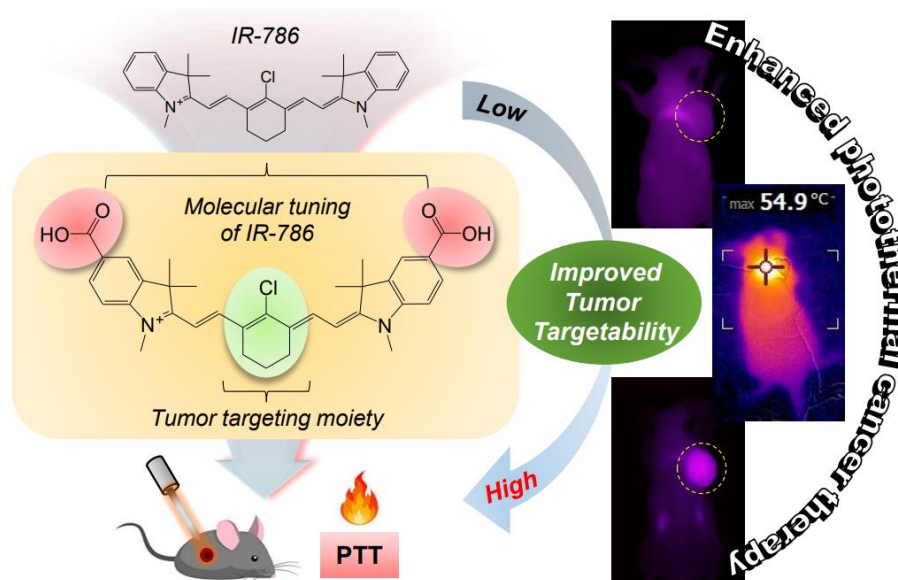 IR-786
Cl
N+
N
Low
Molecular tuning
of IR-786
HO
O
O
OH
Cl
N+
N
Tumor targeting moiety
Improved
Tumor
Targetability
High
PTT
max 54.9 °C
Enhanced photothermal cancer therapy